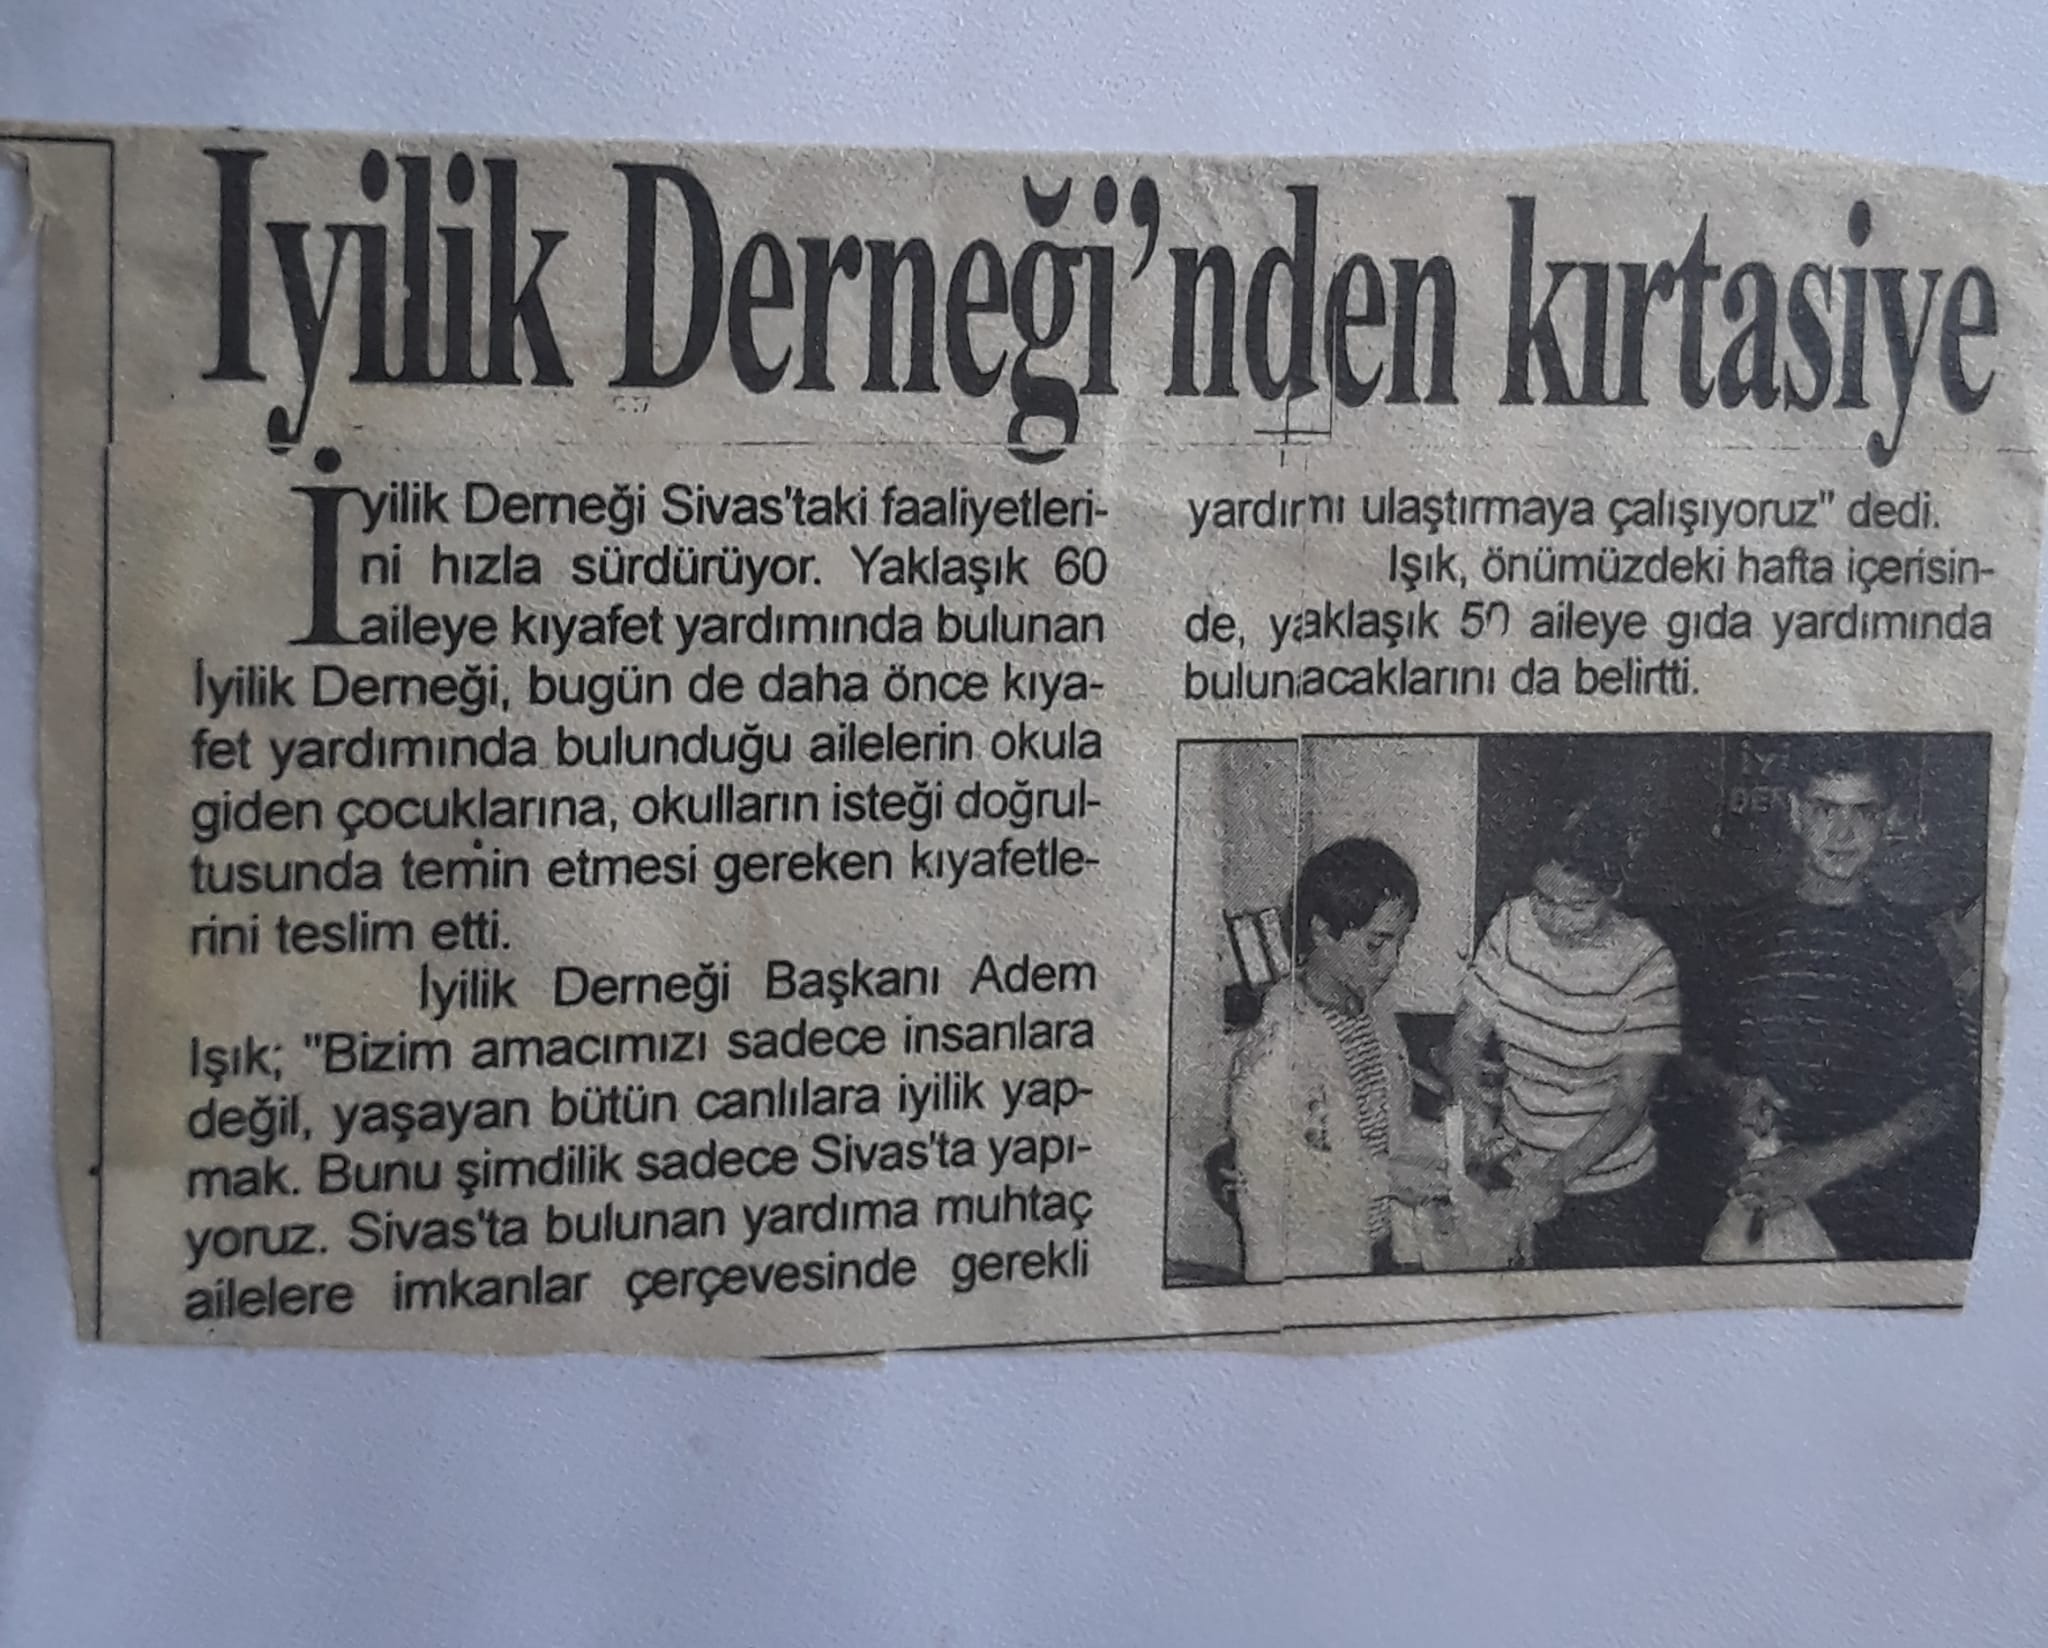 İyilik Derneği'nden kırtasiye
İyilik Derneği Sivas'taki faaliyetleri-
ni hızla sürdürüyor. Yaklaşık 60
aileye kıyafet yardımında bulunan
İyilik Derneği, bugün de daha önce kıya-
fet yardımında bulunduğu ailelerin okula
giden çocuklarına, okulların isteği doğrul-
tusunda temin etmesi gereken kıyafetle-
rini teslim etti.
İyilik Derneği Başkanı Adem
Işık; "Bizim amacımızı sadece insanlara
değil, yaşayan bütün canlılara iyilik yap-
mak. Bunu şimdilik sadece Sivas'ta yapı-
yoruz. Sivas'ta bulunan yardıma muhtaç
ailelere imkanlar çerçevesinde gerekli
yardımı ulaştırmaya çalışıyoruz" dedi.
Işık, önümüzdeki hafta içerisin-
de, yaklaşık 50 aileye gıda yardımında
bulunacaklarını da belirtti.
İYİ
DER